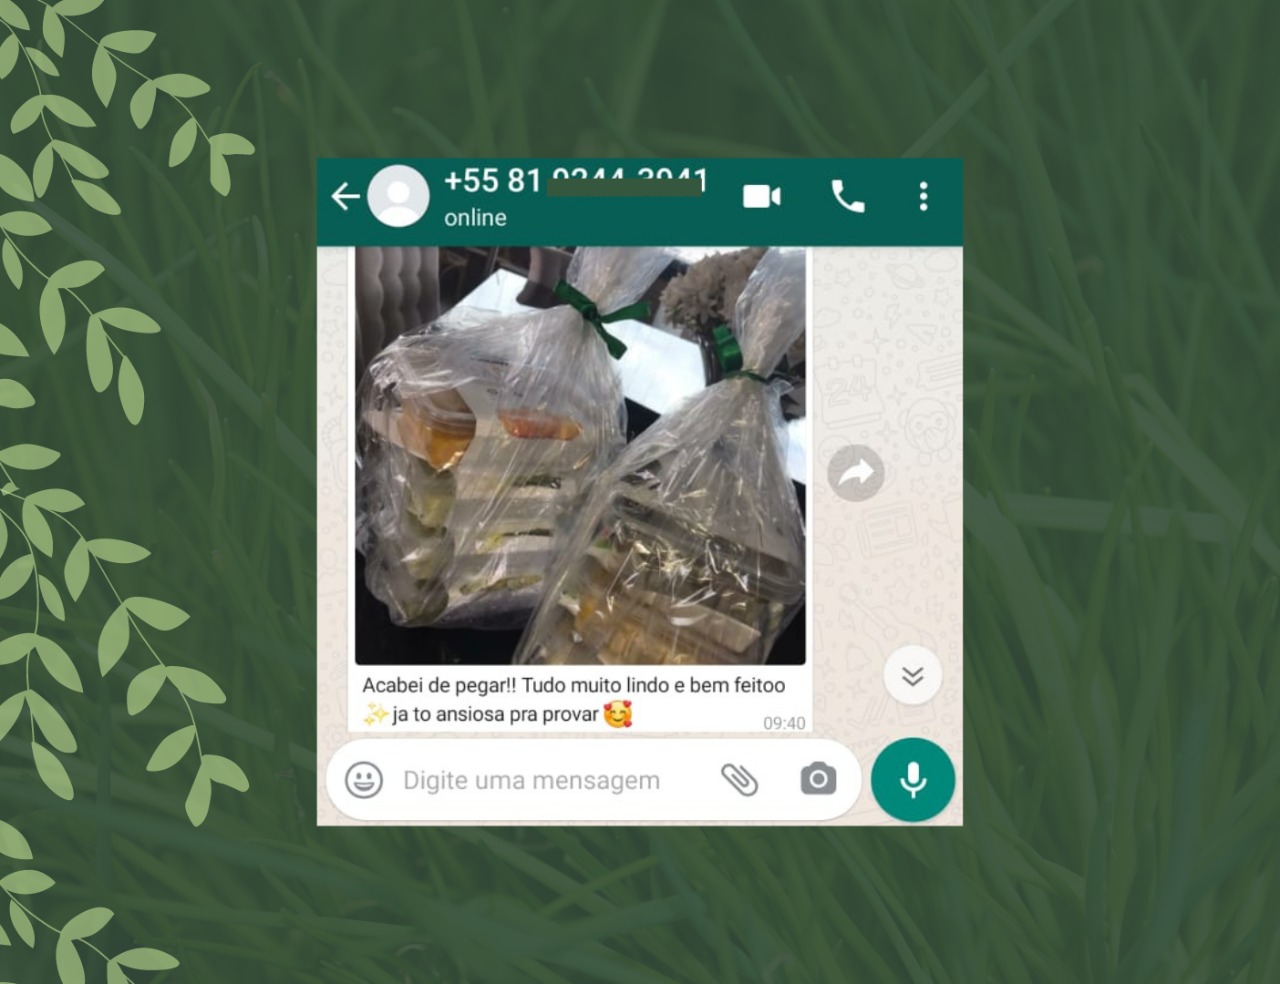 +55 81
online
Acabei de pegar!! Tudo muito lindo e bem feitoo
✨ja to ansiosa pra provar🥰
09:40
Digite uma mensagem